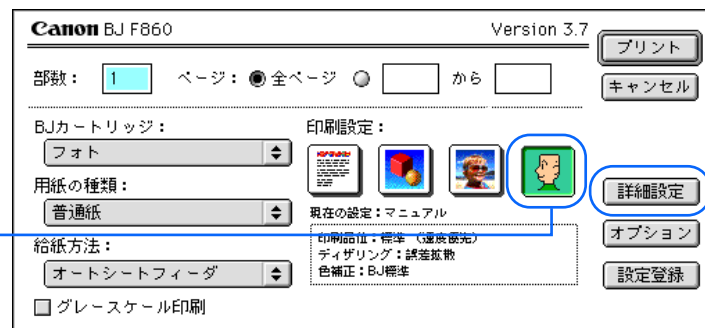 Canon BJ F860 Version 3.7
プリント
部数： 1 ページ： 全ページ から
キャンセル
BJカートリッジ： 印刷設定：
フォト
用紙の種類：
詳細設定
普通紙
現在の設定：マニュアル
印刷品位：標準 （速度優先）
オプション
給紙方法：
ディザリング：誤差拡散
色補正：BJ標準
オートシートフィーダ
設定登録
グレースケール印刷